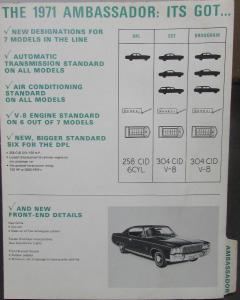 THE 1971 AMBASSADOR: ITS GOT...
✓ NEW DESIGNATIONS FOR
7 MODELS IN THE LINE
DPL
SST
BROUGHAM
✓ AUTOMATIC
TRANSMISSION STANDARD
ON ALL MODELS
✓ AIR CONDITIONING
STANDARD
ON ALL MODELS
✓ V-8 ENGINE STANDARD
ON 6 OUT OF 7 MODELS
✓ NEW, BIGGER STANDARD
SIX FOR THE DPL
258 CID
6CYL.
304 CID
V-8
304 CID
V-8
✓ AND NEW
FRONT-END DETAILS
AMBASSADOR